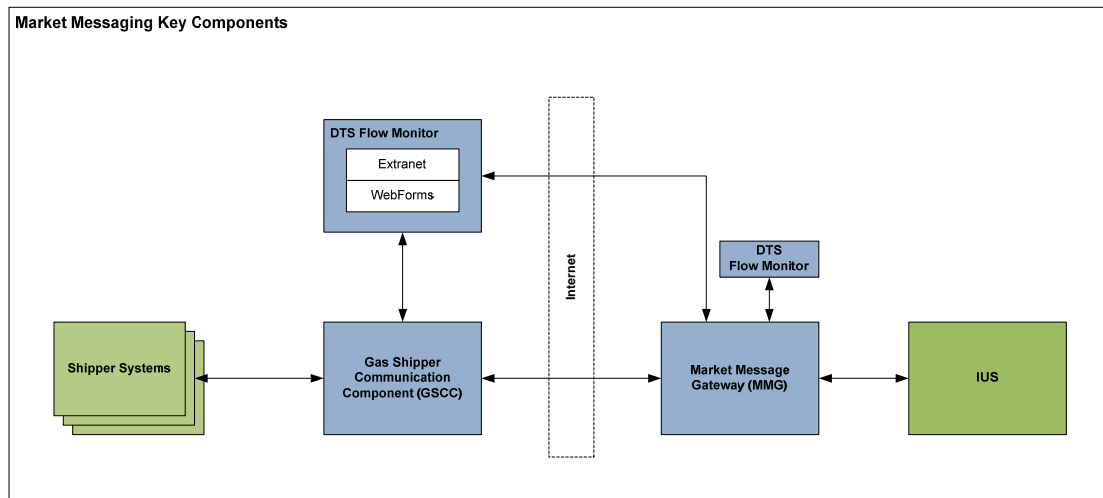 Market Messaging Key Components
DTS Flow Monitor
Extranet
WebForms
Internet
DTS
Flow Monitor
Shipper Systems
Gas Shipper
Communication
Component (GSCC)
Market Message
Gateway (MMG)
IUS